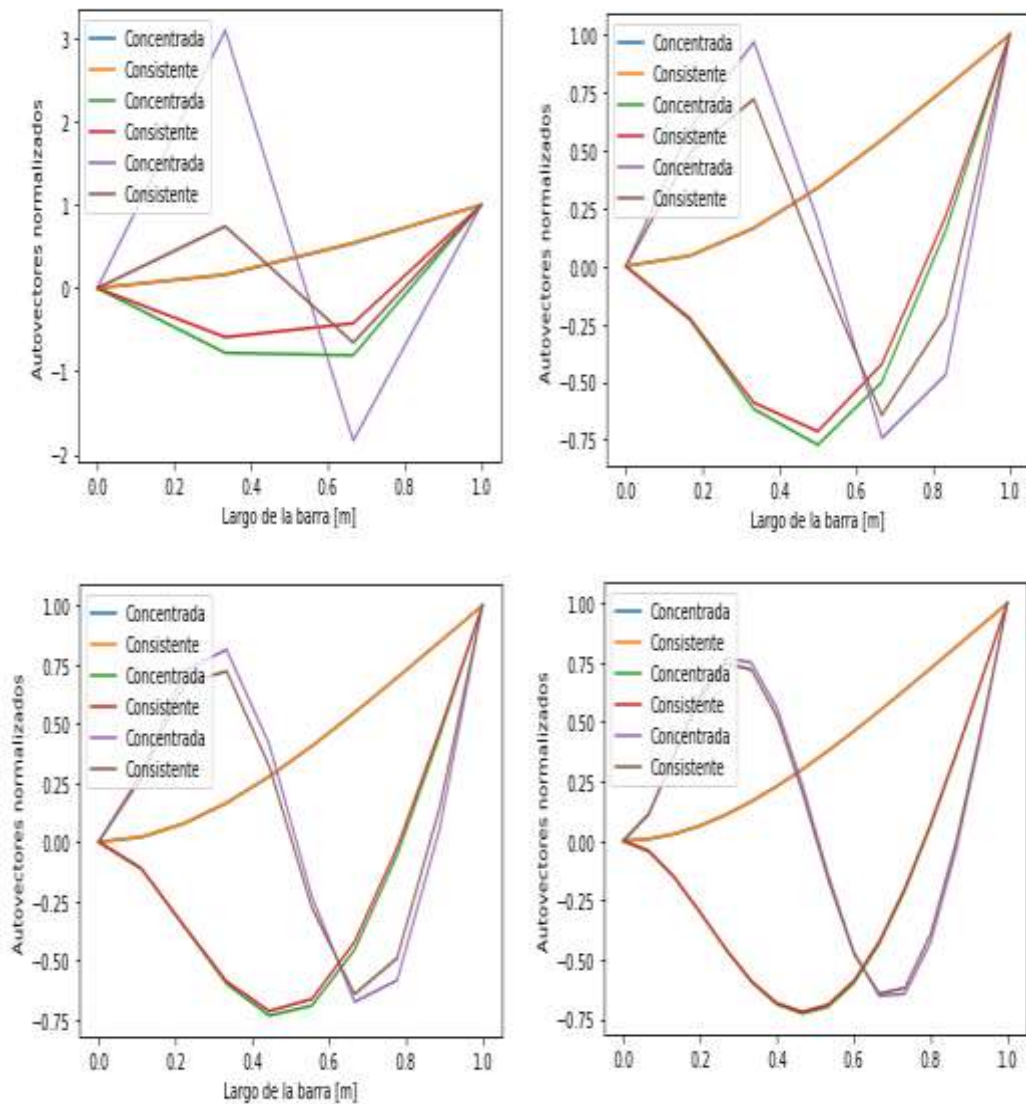 Autovectores normalizados
3
2
1
0
−1
−2
Concentrada
Consistente
Concentrada
Consistente
Concentrada
Consistente
0.0 0.2 0.4 0.6 0.8 1.0
Largo de la barra [m]
Autovectores normalizados
1.00
0.75
0.50
0.25
0.00
−0.25
−0.50
−0.75
Concentrada
Consistente
Concentrada
Consistente
Concentrada
Consistente
0.0 0.2 0.4 0.6 0.8 1.0
Largo de la barra [m]
Autovectores normalizados
1.00
0.75
0.50
0.25
0.00
−0.25
−0.50
−0.75
Concentrada
Consistente
Concentrada
Consistente
Concentrada
Consistente
0.0 0.2 0.4 0.6 0.8 1.0
Largo de la barra [m]
Autovectores normalizados
1.00
0.75
0.50
0.25
0.00
−0.25
−0.50
−0.75
Concentrada
Consistente
Concentrada
Consistente
Concentrada
Consistente
0.0 0.2 0.4 0.6 0.8 1.0